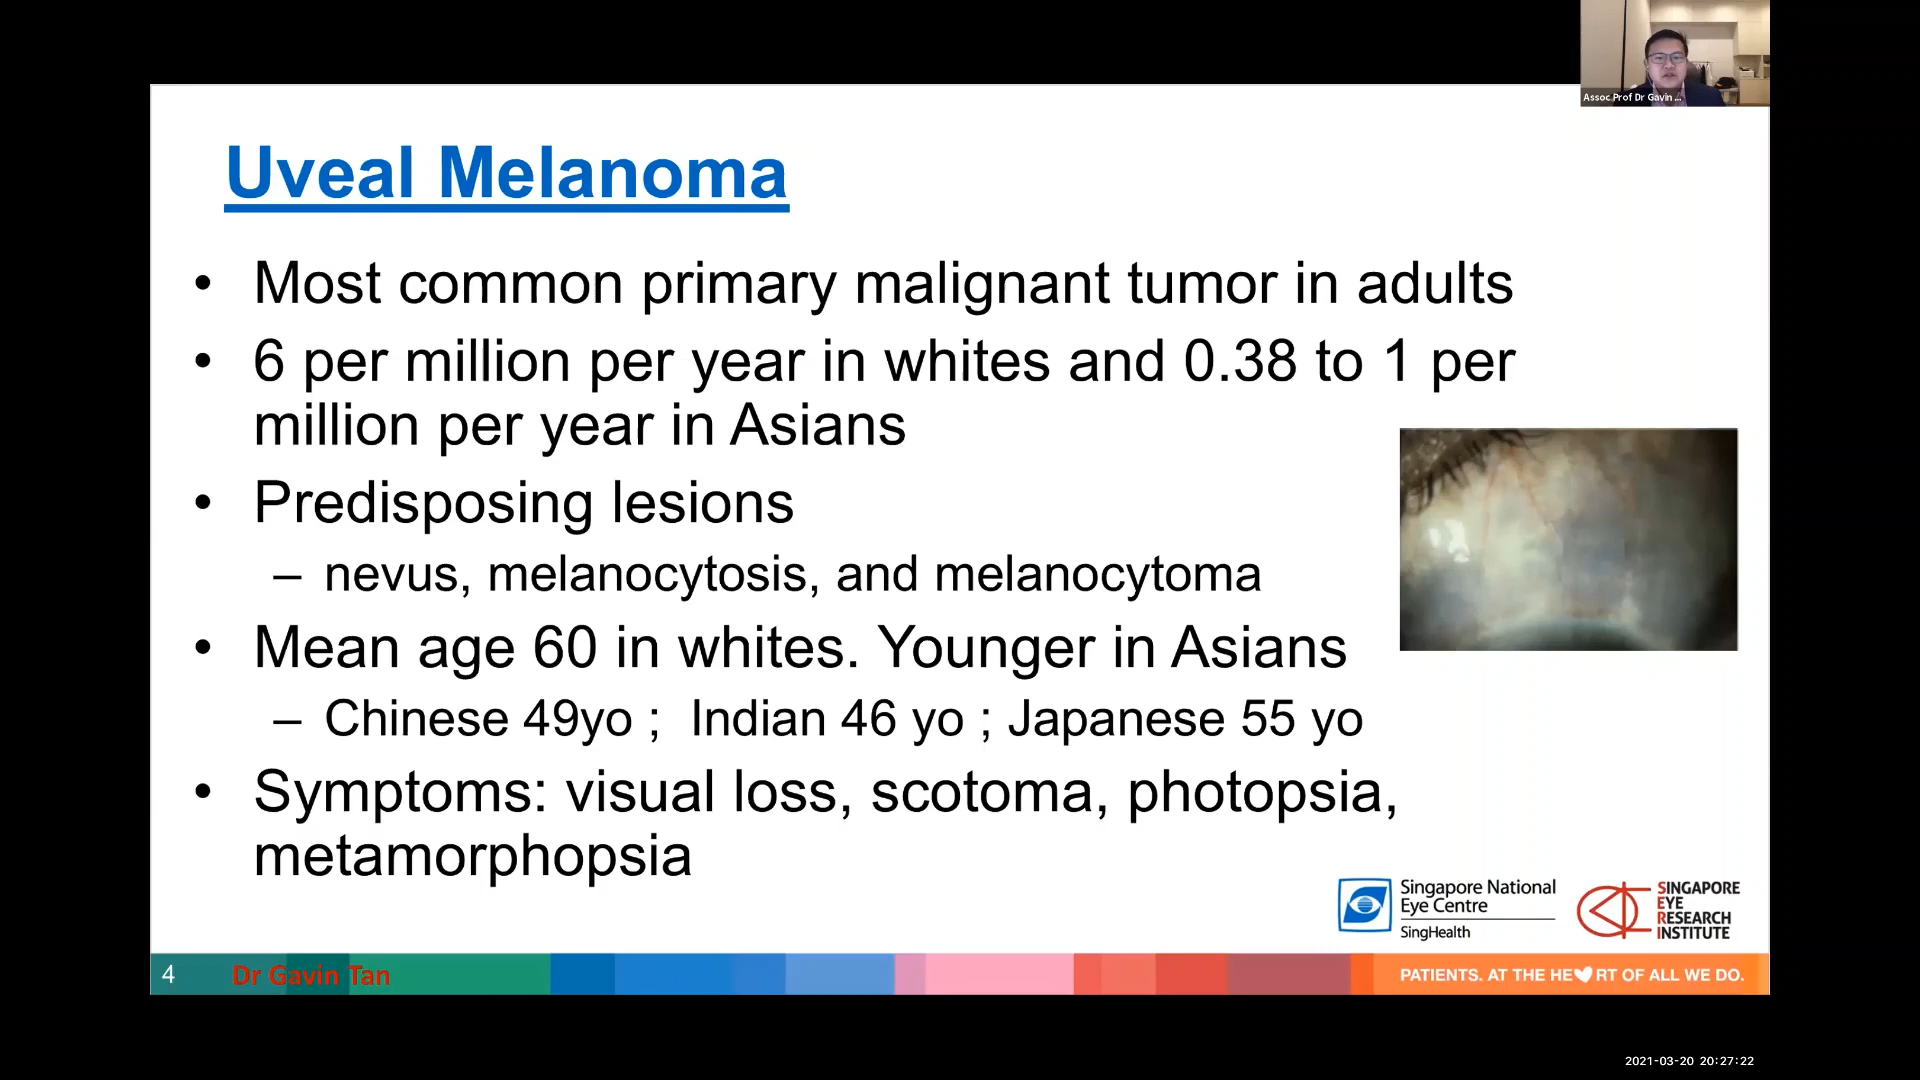 Assoc Prof Dr Gavin ...
Uveal Melanoma
• Most common primary malignant tumor in adults
• 6 per million per year in whites and 0.38 to 1 per
million per year in Asians
• Predisposing lesions
– nevus, melanocytosis, and melanocytoma
• Mean age 60 in whites. Younger in Asians
– Chinese 49yo ;  Indian 46 yo ; Japanese 55 yo
• Symptoms: visual loss, scotoma, photopsia,
metamorphopsia
Singapore National
Eye Centre
SingHealth
SINGAPORE
EYE
RESEARCH
INSTITUTE
4 Dr Gavin Tan
PATIENTS. AT THE HE♥RT OF ALL WE DO.
2021-03-20 20:27:22